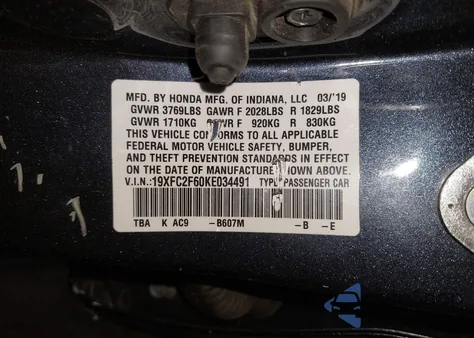 MFD. BY HONDA MFG. OF INDIANA, LLC 03/'19
GVWR 3769LBS GAWR F 2028LBS R 1829LBS
GVWR 1710KG F 920KG R 830KG
THIS VEHICLE CONFORMS TO ALL APPLICABLE
FEDERAL MOTOR VEHICLE SAFETY, BUMPER,
AND THEFT PREVENTION STANDARDS IN EFFECT
ON THE DATE OF MANUFACTURE SHOWN ABOVE.
V.I.N.:19XFC2F60KE034491 TYPE: PASSENGER CAR
TBA K AC9 -B607M -B -E